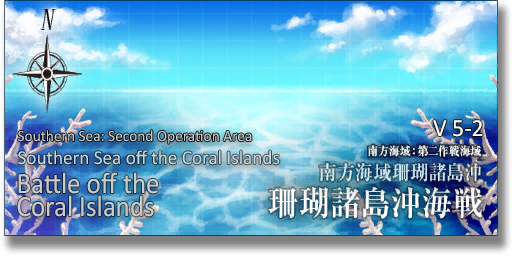 N
Southern Sea: Second Operation Area
Southern Sea off the Coral Islands
Battle off the
Coral Islands
V 5-2
南方海域:第二作戦海域
南方海域珊瑚諸島沖
珊瑚諸島沖海戦